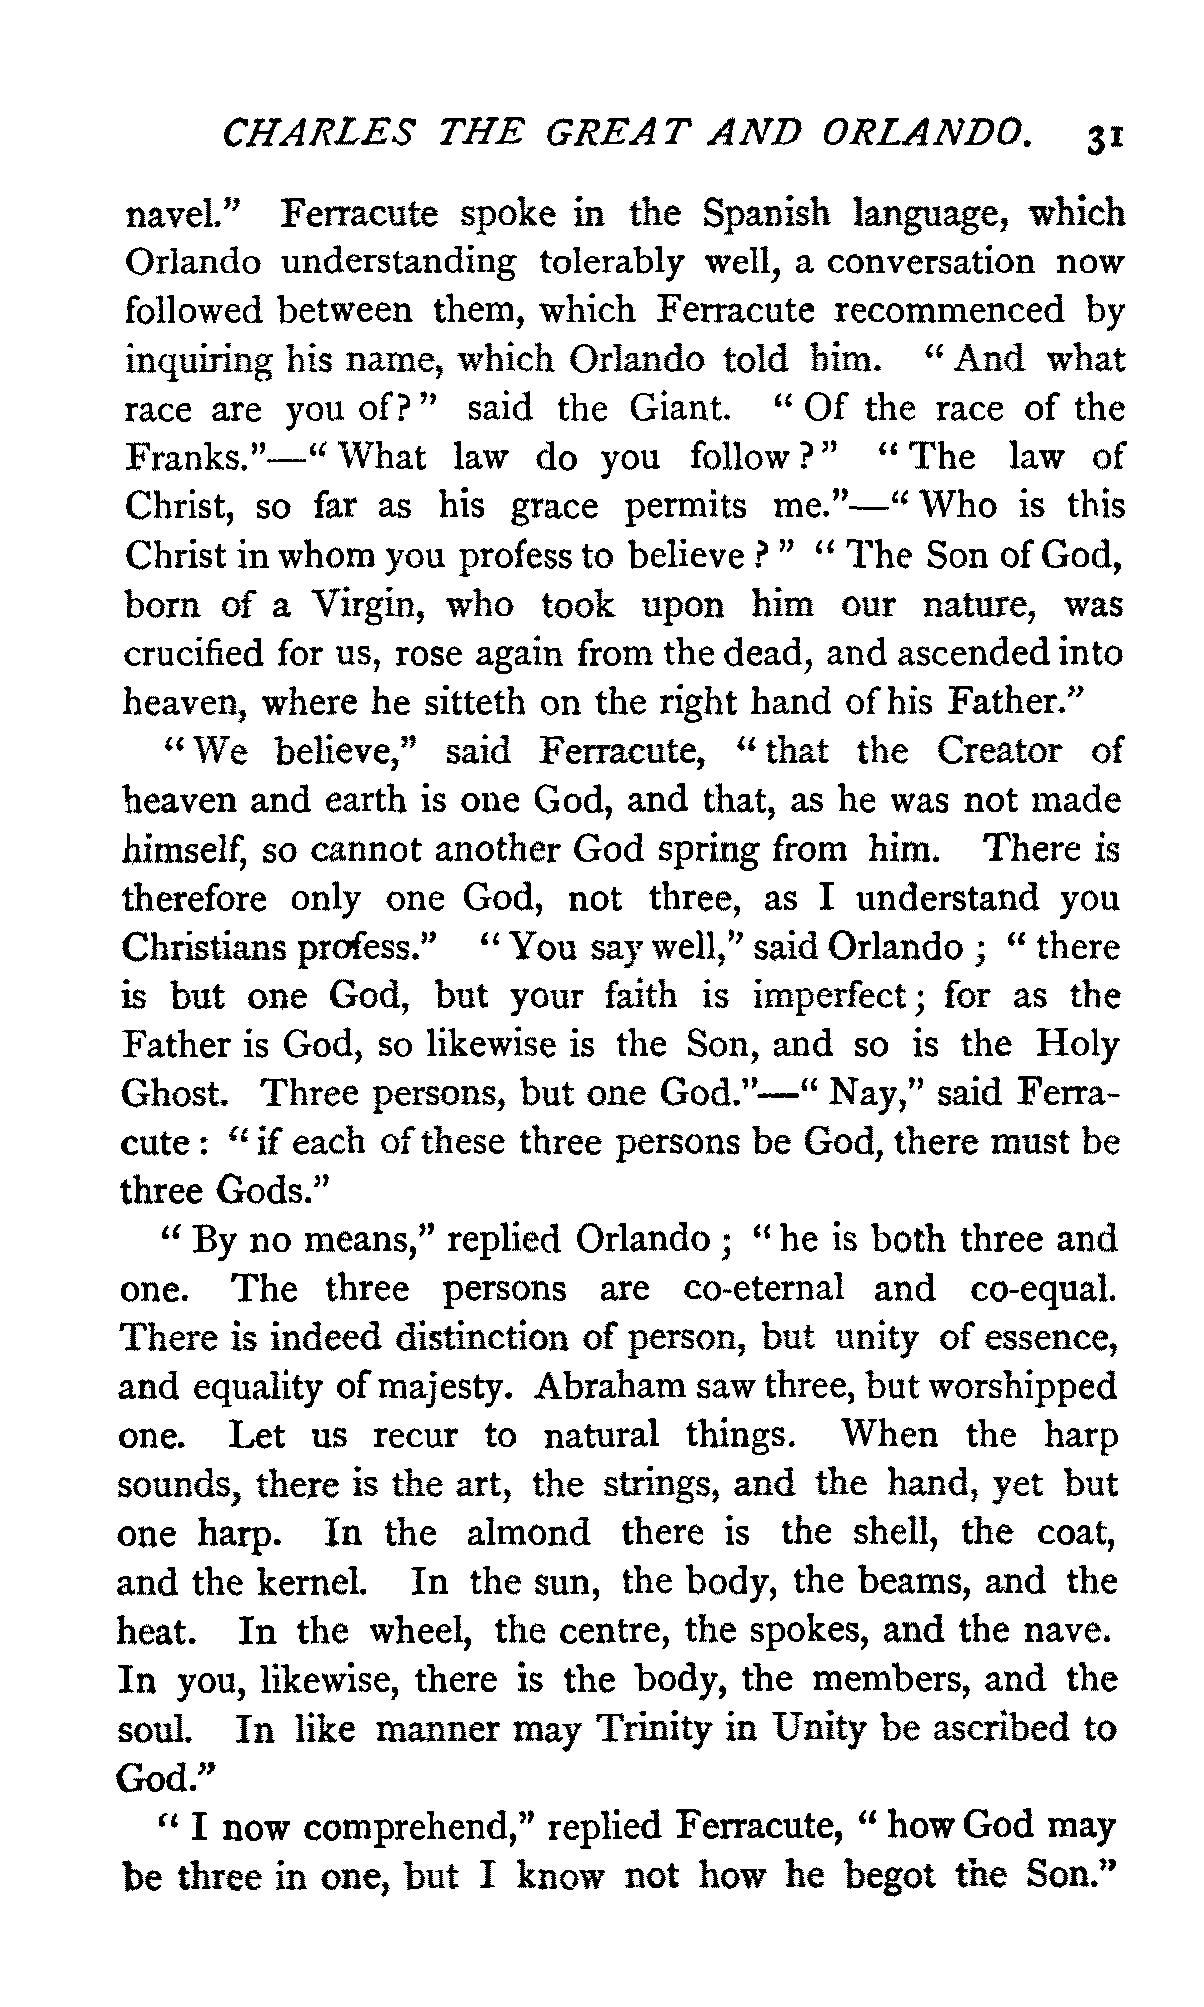 CHARLES THE GREAT AND ORLANDO. 31
navel." Ferracute spoke in the Spanish language, which
Orlando understanding tolerably well, a conversation now
followed between them, which Ferracute recommenced by
inquiring his name, which Orlando told him. "And what
race are you of?" said the Giant. "Of the race of the
Franks."—"What law do you follow?" "The law of
Christ, so far as his grace permits me."—"Who is this
Christ in whom you profess to believe?" "The Son of God,
born of a Virgin, who took upon him our nature, was
crucified for us, rose again from the dead, and ascended into
heaven, where he sitteth on the right hand of his Father."
"We believe," said Ferracute, "that the Creator of
heaven and earth is one God, and that, as he was not made
himself, so cannot another God spring from him. There is
therefore only one God, not three, as I understand you
Christians profess." "You say well," said Orlando; "there
is but one God, but your faith is imperfect; for as the
Father is God, so likewise is the Son, and so is the Holy
Ghost. Three persons, but one God."—"Nay," said Ferra-
cute: "if each of these three persons be God, there must be
three Gods."
"By no means," replied Orlando; "he is both three and
one. The three persons are co-eternal and co-equal.
There is indeed distinction of person, but unity of essence,
and equality of majesty. Abraham saw three, but worshipped
one. Let us recur to natural things. When the harp
sounds, there is the art, the strings, and the hand, yet but
one harp. In the almond there is the shell, the coat,
and the kernel. In the sun, the body, the beams, and the
heat. In the wheel, the centre, the spokes, and the nave.
In you, likewise, there is the body, the members, and the
soul. In like manner may Trinity in Unity be ascribed to
God."
"I now comprehend," replied Ferracute, "how God may
be three in one, but I know not how he begot the Son."